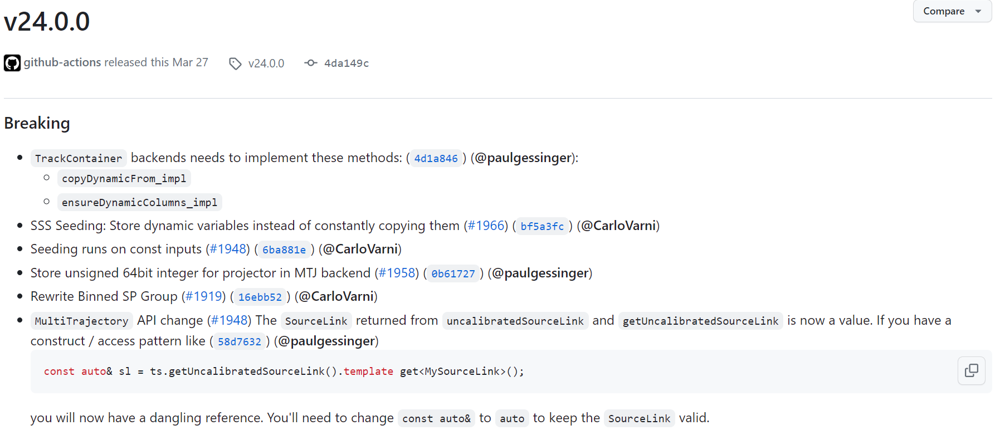 v24.0.0
Compare
github-actions released this Mar 27 v24.0.0 4da149c
Breaking
• TrackContainer backends needs to implement these methods: (4d1a846) (@paulgessinger):
○ copyDynamicFrom_impl
○ ensureDynamicColumns_impl
• SSS Seeding: Store dynamic variables instead of constantly copying them (#1966) (bf5a3fc) (@CarloVarni)
• Seeding runs on const inputs (#1948) (6ba881e) (@CarloVarni)
• Store unsigned 64bit integer for projector in MTJ backend (#1958) (0b61727) (@paulgessinger)
• Rewrite Binned SP Group (#1919) (16ebb52) (@CarloVarni)
• MultiTrajectory API change (#1948) The SourceLink returned from uncalibratedSourceLink and getUncalibratedSourceLink is now a value. If you have a
construct / access pattern like (58d7632) (@paulgessinger)
const auto& sl = ts.getUncalibratedSourceLink().template get<MySourceLink>();
you will now have a dangling reference. You'll need to change const auto& to auto to keep the SourceLink valid.